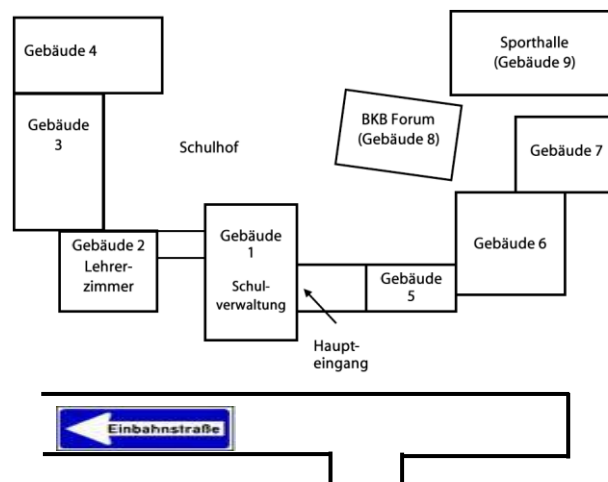 Gebäude 4
Sporthalle
(Gebäude 9)
Gebäude
3
Schulhof
BKB Forum
(Gebäude 8)
Gebäude 7
Gebäude 2
Lehrer-
zimmer
Gebäude
1
Schul-
verwaltung
Gebäude
5
Gebäude 6
Haupt-
eingang
Einbahnstraße